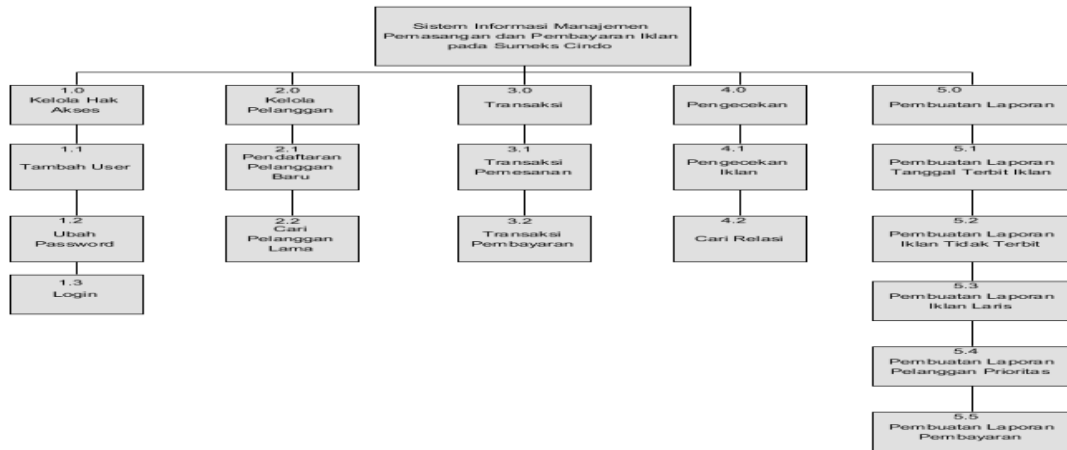 Sistem Informasi Manajemen
Pemasangan dan Pembayaran Iklan
pada Sumeks Cindo
1.0
Kelola Hak
Akses
2.0
Kelola
Pelanggan
3.0
Transaksi
4.0
Pengecekan
5.0
Pembuatan Laporan
1.1
Tambah User
2.1
Pendaftaran
Pelanggan
Baru
3.1
Transaksi
Pemesanan
4.1
Pengecekan
Iklan
5.1
Pembuatan Laporan
Tanggal Terbit Iklan
1.2
Ubah
Password
2.2
Cari
Pelanggan
Lama
3.2
Transaksi
Pembayaran
4.2
Cari Relasi
5.2
Pembuatan Laporan
Iklan Tidak Terbit
1.3
Login
5.3
Pembuatan Laporan
Iklan Laris
5.4
Pembuatan Laporan
Pelanggan Prioritas
5.5
Pembuatan Laporan
Pembayaran